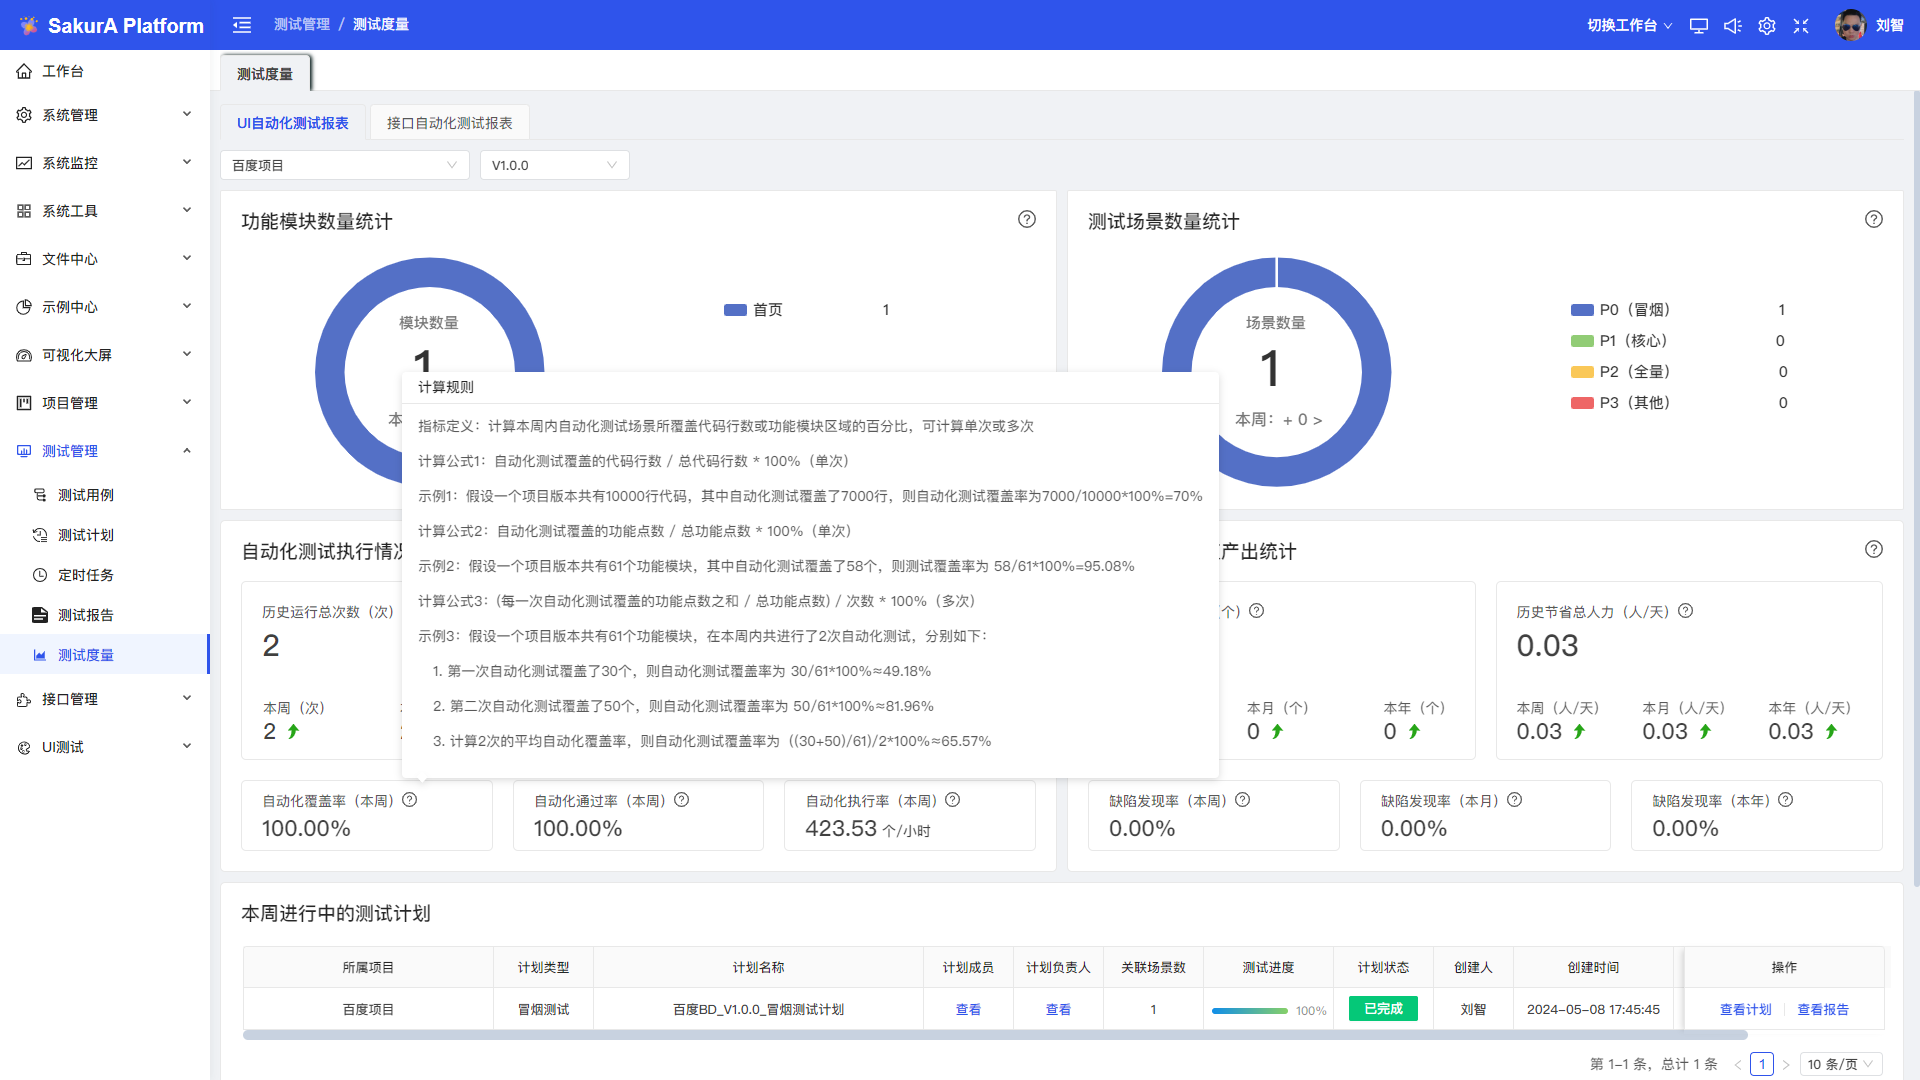 SakurA Platform
测试管理 / 测试度量
切换工作台
刘智
工作台
系统管理
系统监控
系统工具
文件中心
示例中心
可视化大屏
项目管理
测试管理
测试用例
测试计划
定时任务
测试报告
测试度量
接口管理
UI测试
测试度量
UI自动化测试报表 接口自动化测试报表
百度项目 V1.0.0
功能模块数量统计
模块数量
1
本
首页 1
测试场景数量统计
场景数量
1
本周：+ 0 >
P0（冒烟） 1
P1（核心） 0
P2（全量） 0
P3（其他） 0
计算规则
指标定义：计算本周内自动化测试场景所覆盖代码行数或功能模块区域的百分比，可计算单次或多次
计算公式1：自动化测试覆盖的代码行数 / 总代码行数 * 100%（单次）
示例1：假设一个项目版本共有10000行代码，其中自动化测试覆盖了7000行，则自动化测试覆盖率为7000/10000*100%=70%
计算公式2：自动化测试覆盖的功能点数 / 总功能点数 * 100%（单次）
示例2：假设一个项目版本共有61个功能模块，其中自动化测试覆盖了58个，则测试覆盖率为 58/61*100%=95.08%
计算公式3：(每一次自动化测试覆盖的功能点数之和 / 总功能点数) / 次数 * 100%（多次）
示例3：假设一个项目版本共有61个功能模块，在本周内共进行了2次自动化测试，分别如下：
1. 第一次自动化测试覆盖了30个，则自动化测试覆盖率为 30/61*100%≈49.18%
2. 第二次自动化测试覆盖了50个，则自动化测试覆盖率为 50/61*100%≈81.96%
3. 计算2次的平均自动化覆盖率，则自动化测试覆盖率为（(30+50)/61)/2*100%≈65.57%
自动化测试执行情
历史运行总次数（次）
2
本周（次）
2
自动化覆盖率（本周）
100.00%
自动化通过率（本周）
100.00%
自动化执行率（本周）
423.53 个/小时
产出统计
个）
本月（个） 本年（个）
0 0
历史节省总人力（人/天）
0.03
本周（人/天） 本月（人/天） 本年（人/天）
0.03 0.03 0.03
缺陷发现率（本周）
0.00%
缺陷发现率（本月）
0.00%
缺陷发现率（本年）
0.00%
本周进行中的测试计划
所属项目 计划类型 计划名称 计划成员 计划负责人 关联场景数 测试进度 计划状态 创建人 创建时间 操作
百度项目 冒烟测试 百度BD_V1.0.0_冒烟测试计划 查看 查看 1 100% 已完成 刘智 2024-05-08 17:45:45 查看计划 查看报告
第 1-1 条，总计 1 条 < 1 > 10 条/页